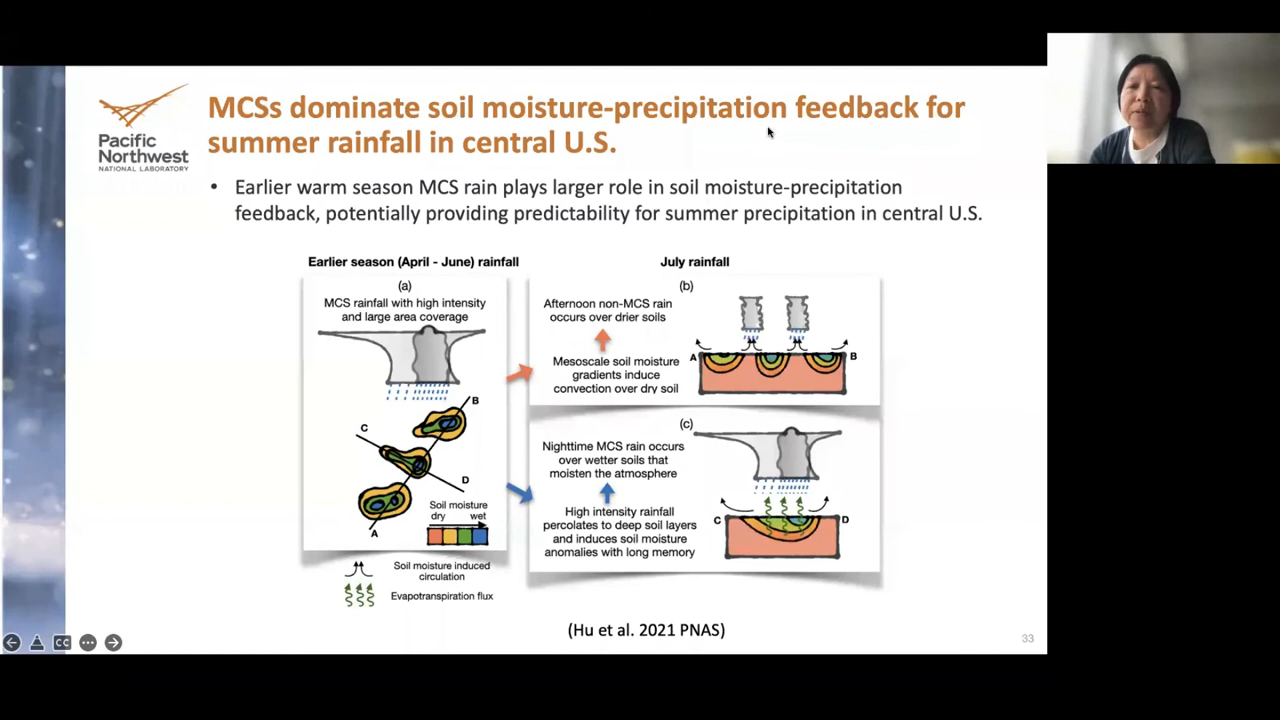 Pacific
Northwest
NATIONAL LABORATORY
MCSs dominate soil moisture-precipitation feedback for
summer rainfall in central U.S.
• Earlier warm season MCS rain plays larger role in soil moisture-precipitation
feedback, potentially providing predictability for summer precipitation in central U.S.
Earlier season (April - June) rainfall
(a)
MCS rainfall with high intensity
and large area coverage
B
C
D
A
Soil moisture
dry wet
Soil moisture induced
circulation
Evapotranspiration flux
July rainfall
(b)
Afternoon non-MCS rain
occurs over drier soils
Mesoscale soil moisture
gradients induce
convection over dry soil
A B
(c)
Nighttime MCS rain occurs
over wetter soils that
moisten the atmosphere
High intensity rainfall
percolates to deep soil layers
and induces soil moisture
anomalies with long memory
C D
(Hu et al. 2021 PNAS)
CC
33